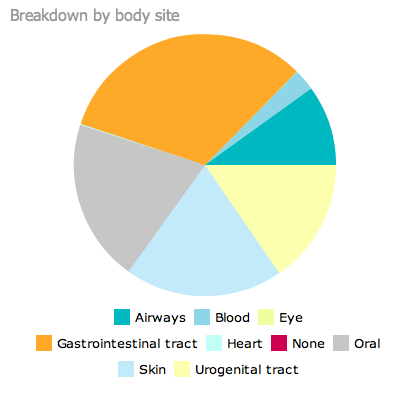 Breakdown by body site
Airways Blood Eye
Gastrointestinal tract Heart None Oral
Skin Urogenital tract